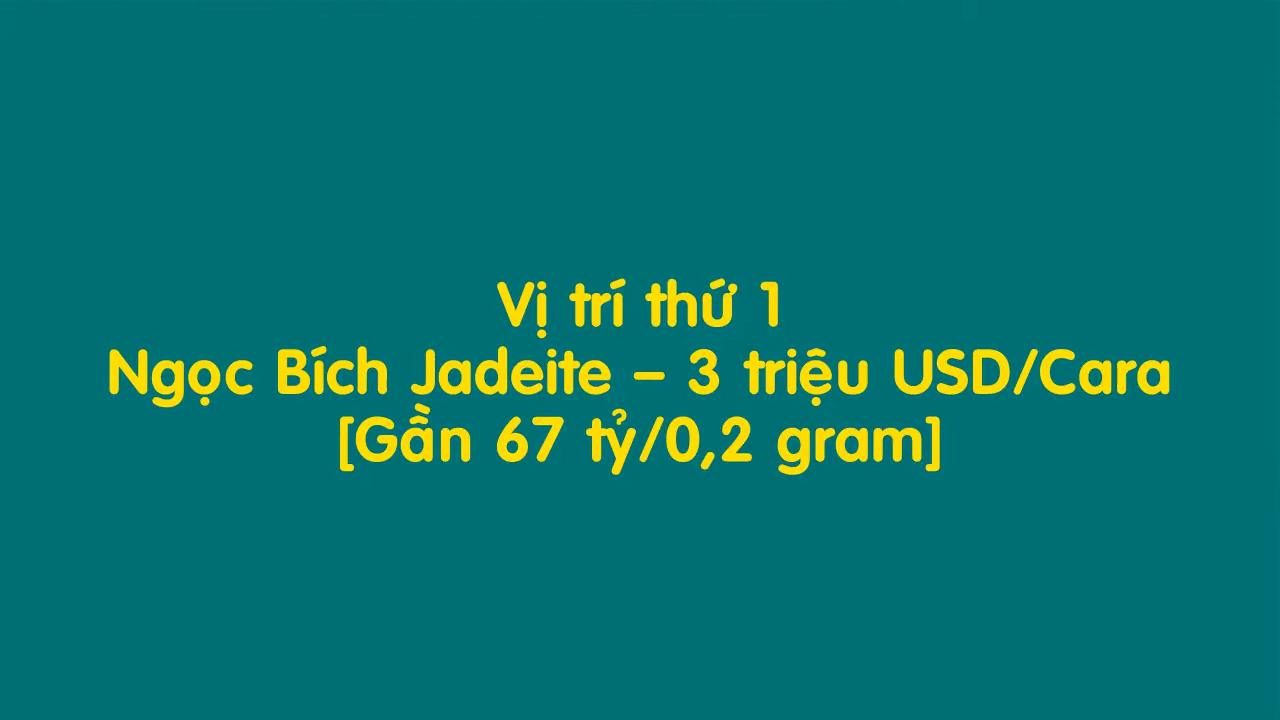 Vị trí thứ 1
Ngọc Bích Jadeite – 3 triệu USD/Cara
[Gần 67 tỷ/0,2 gram]